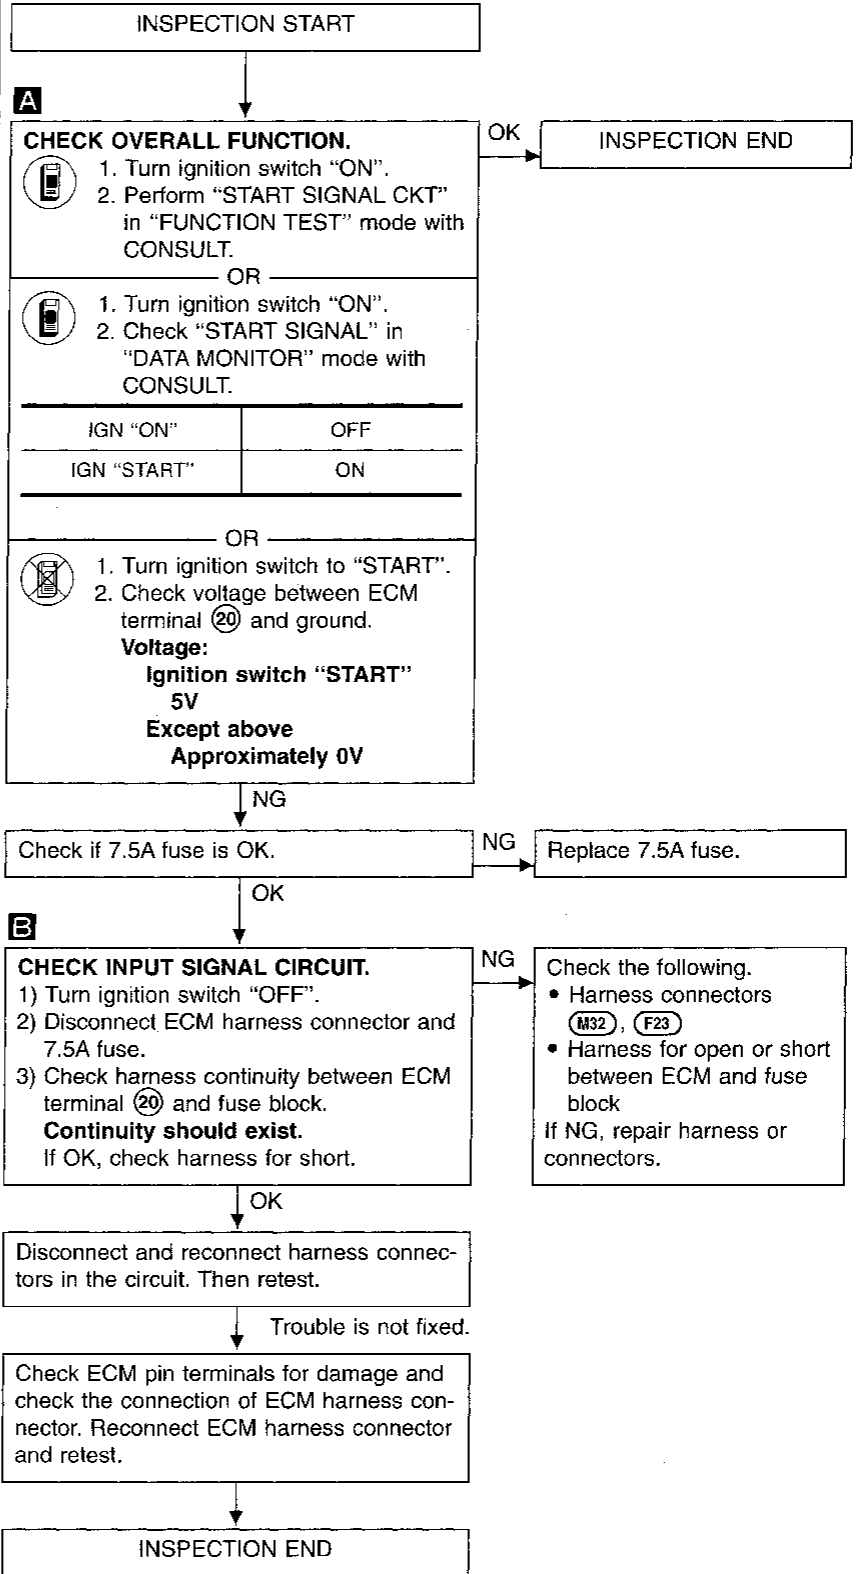 INSPECTION START
A
CHECK OVERALL FUNCTION.
1. Turn ignition switch “ON”.
2. Perform “START SIGNAL CKT”
in “FUNCTION TEST” mode with
CONSULT.
OK
INSPECTION END
OR
1. Turn ignition switch “ON”.
2. Check “START SIGNAL” in
“DATA MONITOR” mode with
CONSULT.
IGN “ON” OFF
IGN “START” ON
OR
1. Turn ignition switch to “START”.
2. Check voltage between ECM
terminal 20 and ground.
Voltage:
Ignition switch “START”
5V
Except above
Approximately 0V
NG
Check if 7.5A fuse is OK.
NG
Replace 7.5A fuse.
OK
B
CHECK INPUT SIGNAL CIRCUIT.
1) Turn ignition switch “OFF”.
2) Disconnect ECM harness connector and
7.5A fuse.
3) Check harness continuity between ECM
terminal 20 and fuse block.
Continuity should exist.
If OK, check harness for short.
NG
Check the following.
• Harness connectors
M32, F23
• Harness for open or short
between ECM and fuse
block
If NG, repair harness or
connectors.
OK
Disconnect and reconnect harness connec-
tors in the circuit. Then retest.
Trouble is not fixed.
Check ECM pin terminals for damage and
check the connection of ECM harness con-
nector. Reconnect ECM harness connector
and retest.
INSPECTION END